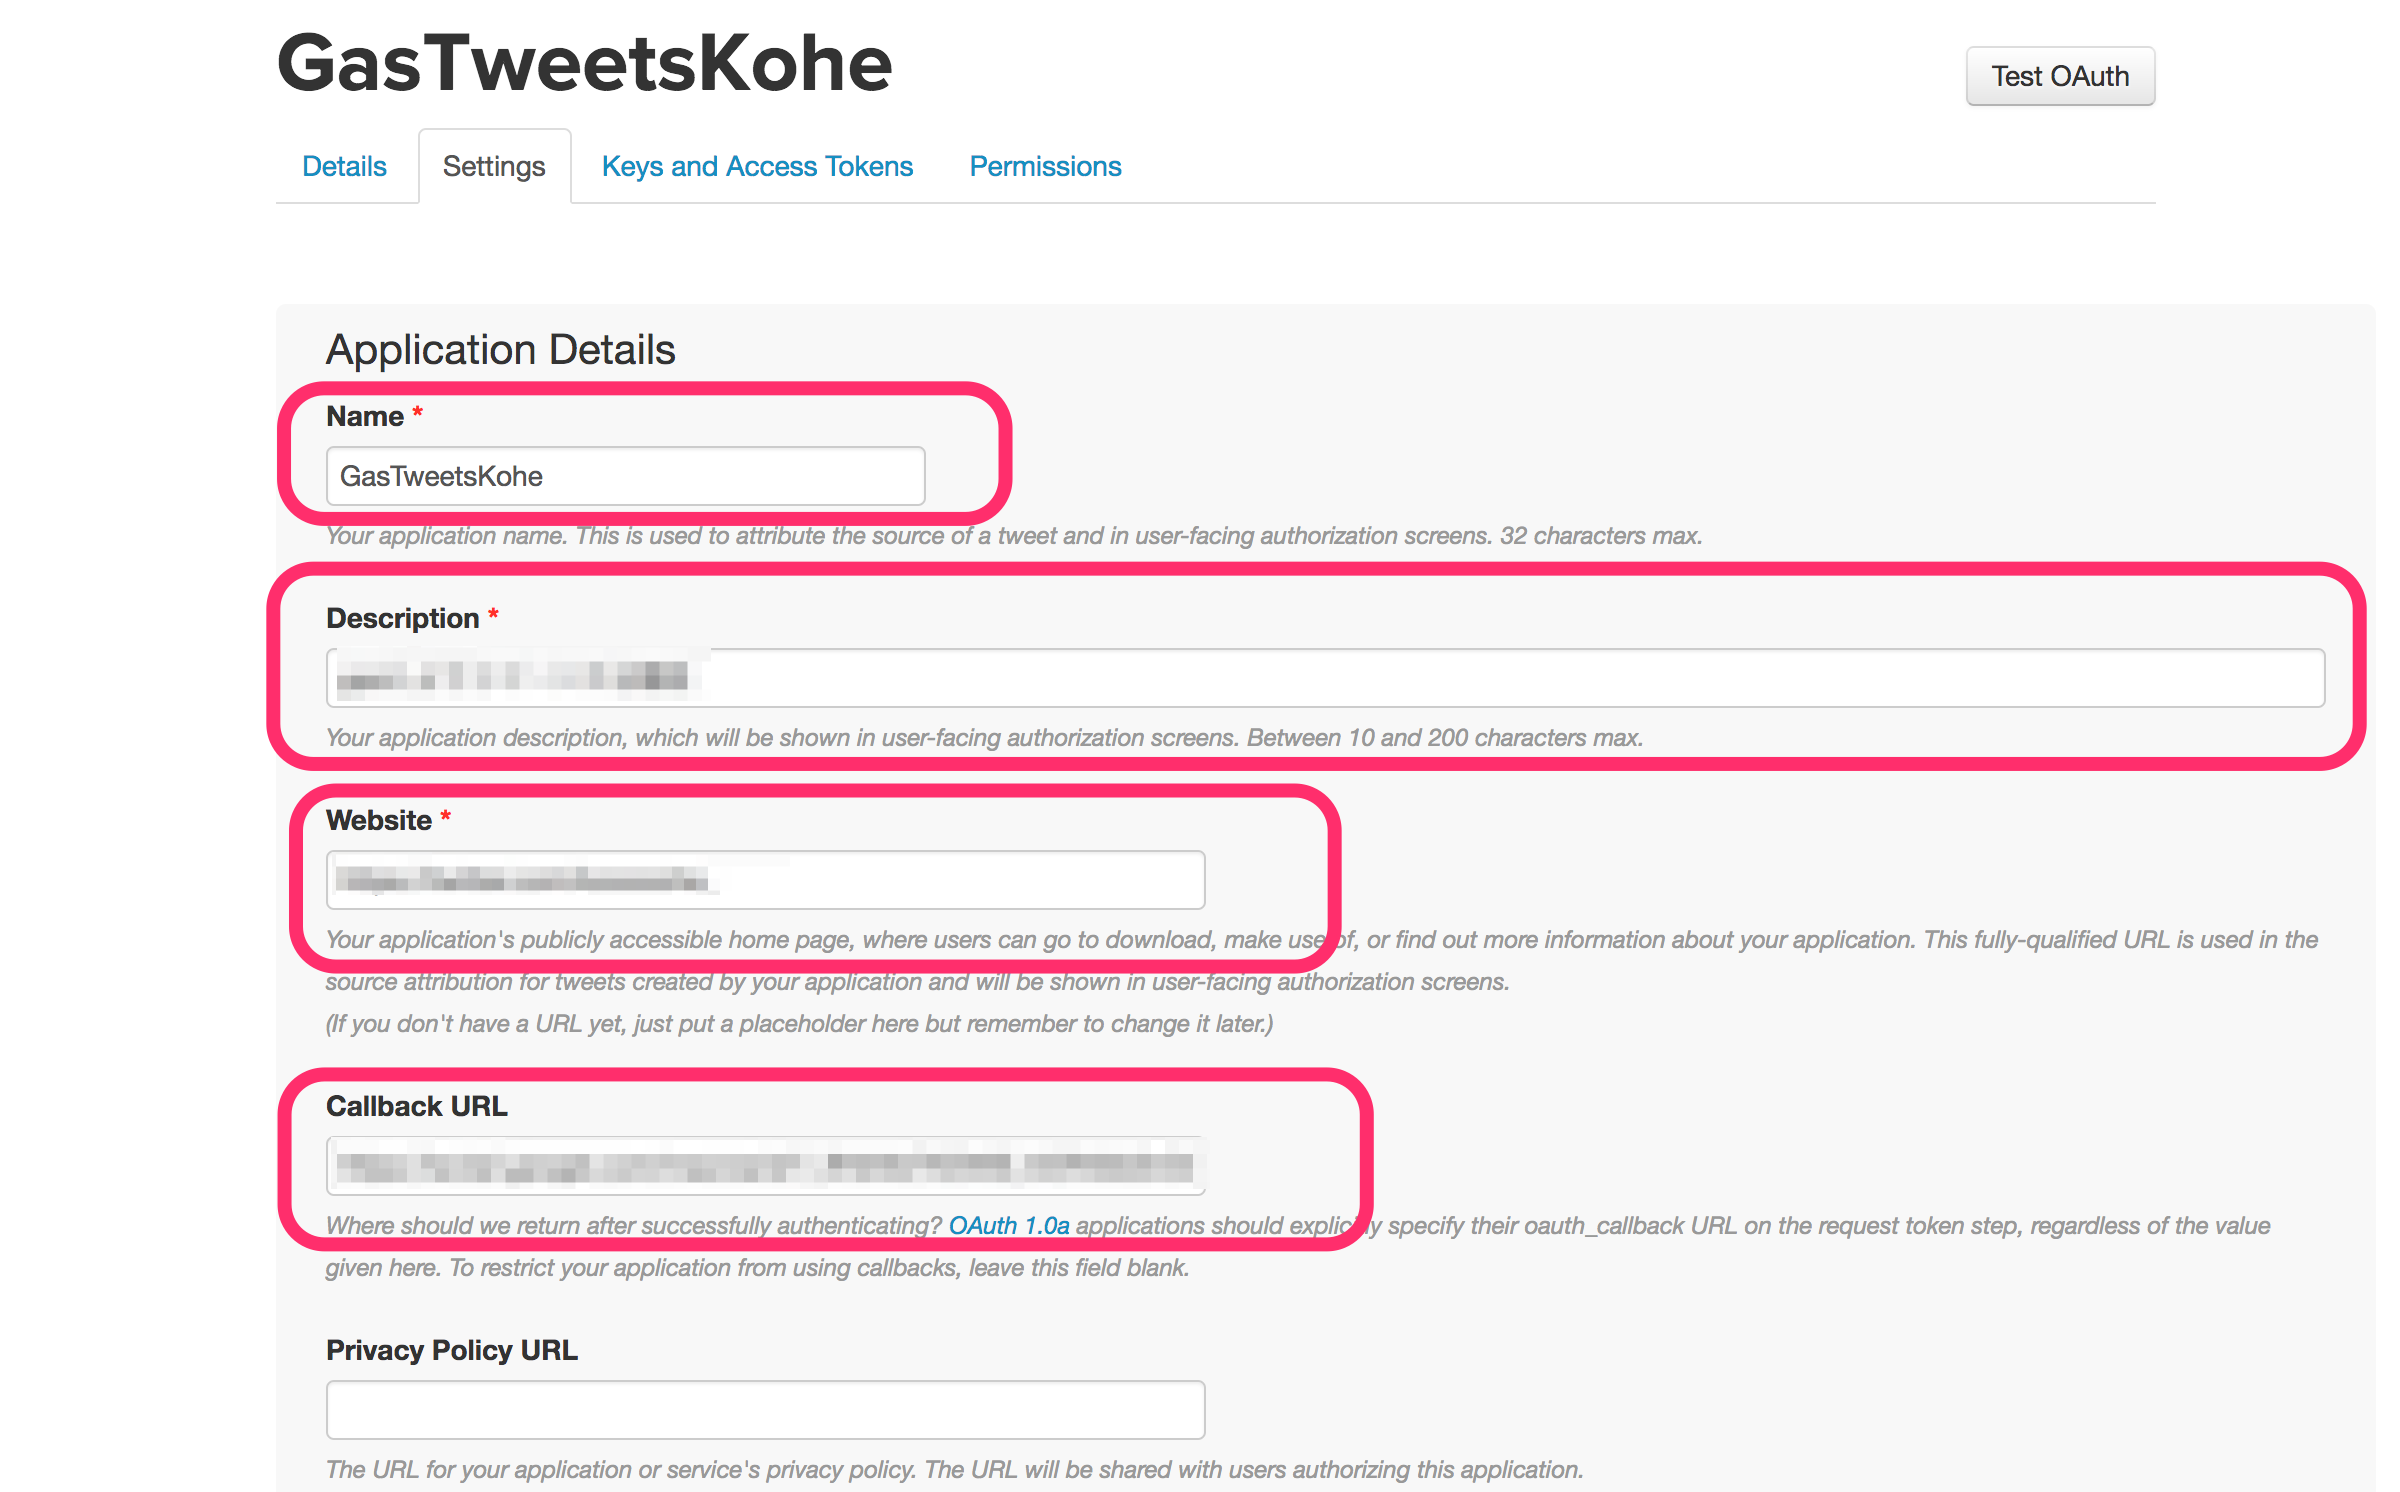 GasTweetsKohe
Test OAuth
Details Settings Keys and Access Tokens Permissions
Application Details
Name *
GasTweetsKohe
Your application name. This is used to attribute the source of a tweet and in user-facing authorization screens. 32 characters max.
Description *
Your application description, which will be shown in user-facing authorization screens. Between 10 and 200 characters max.
Website *
Your application's publicly accessible home page, where users can go to download, make use of, or find out more information about your application. This fully-qualified URL is used in the
source attribution for tweets created by your application and will be shown in user-facing authorization screens.
(If you don't have a URL yet, just put a placeholder here but remember to change it later.)
Callback URL
Where should we return after successfully authenticating? OAuth 1.0a applications should explicitly specify their oauth_callback URL on the request token step, regardless of the value
given here. To restrict your application from using callbacks, leave this field blank.
Privacy Policy URL
The URL for your application or service's privacy policy. The URL will be shared with users authorizing this application.